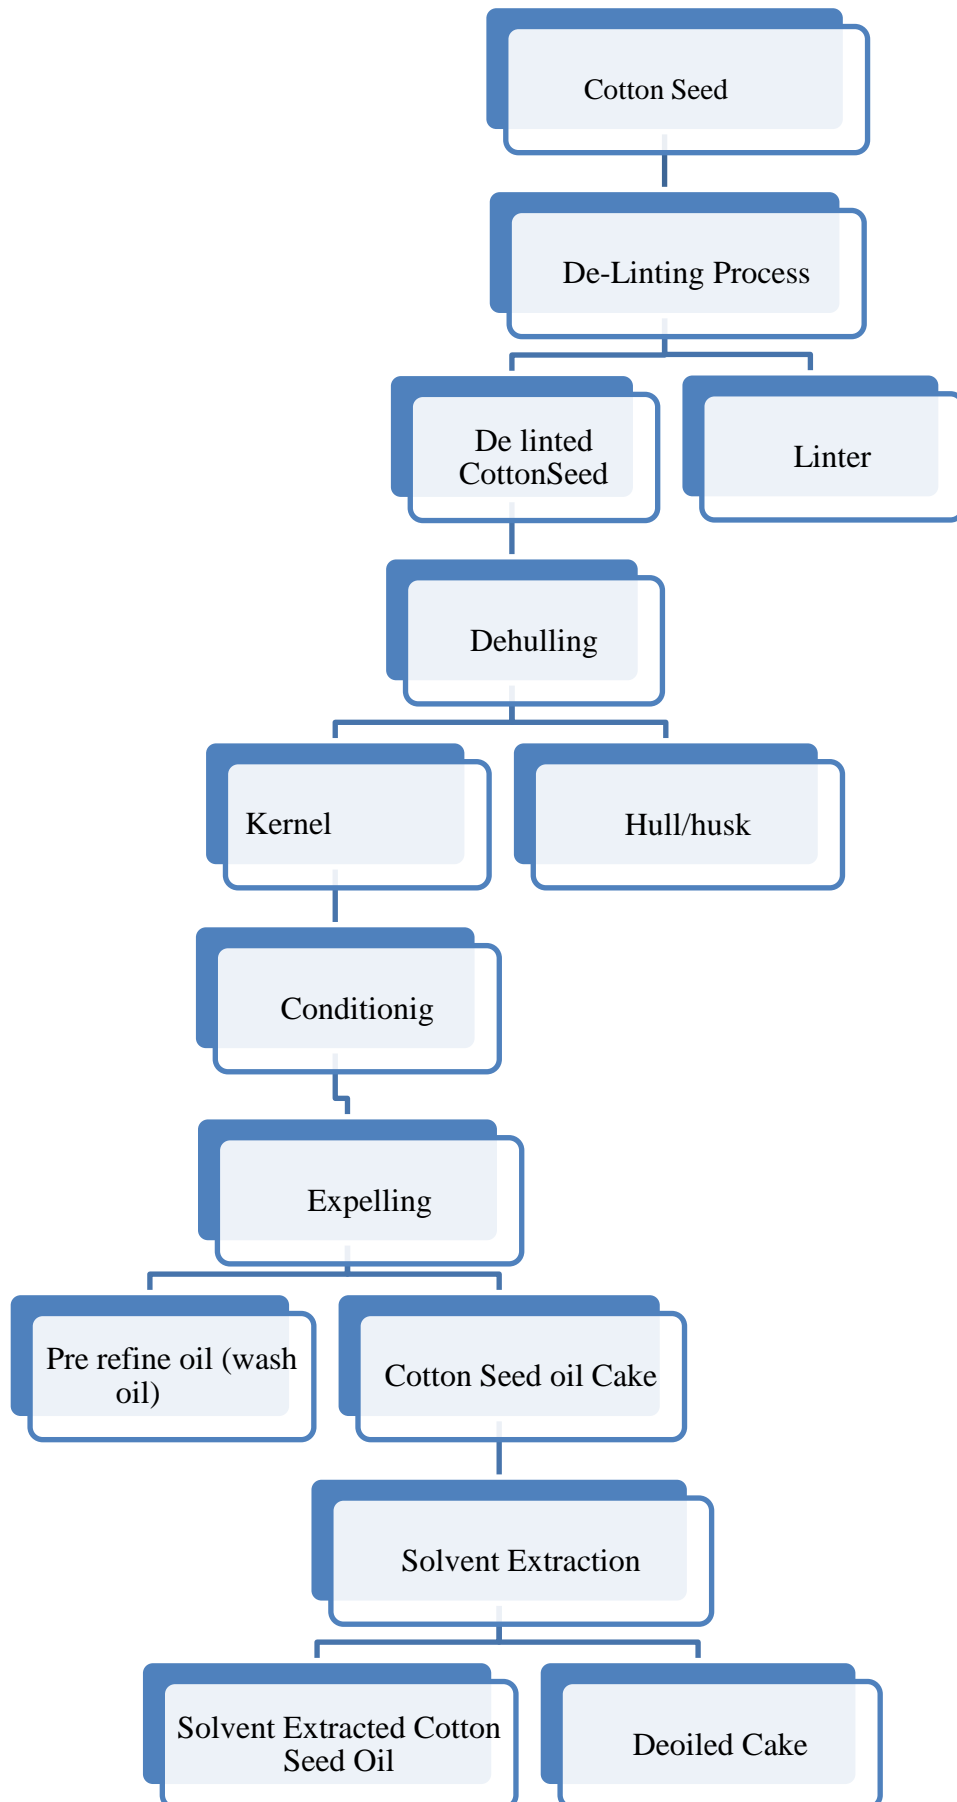 Cotton Seed
De-Linting Process
De linted
CottonSeed
Linter
Dehulling
Kernel
Hull/husk
Conditionig
Expelling
Pre refine oil (wash
oil)
Cotton Seed oil Cake
Solvent Extraction
Solvent Extracted Cotton
Seed Oil
Deoiled Cake